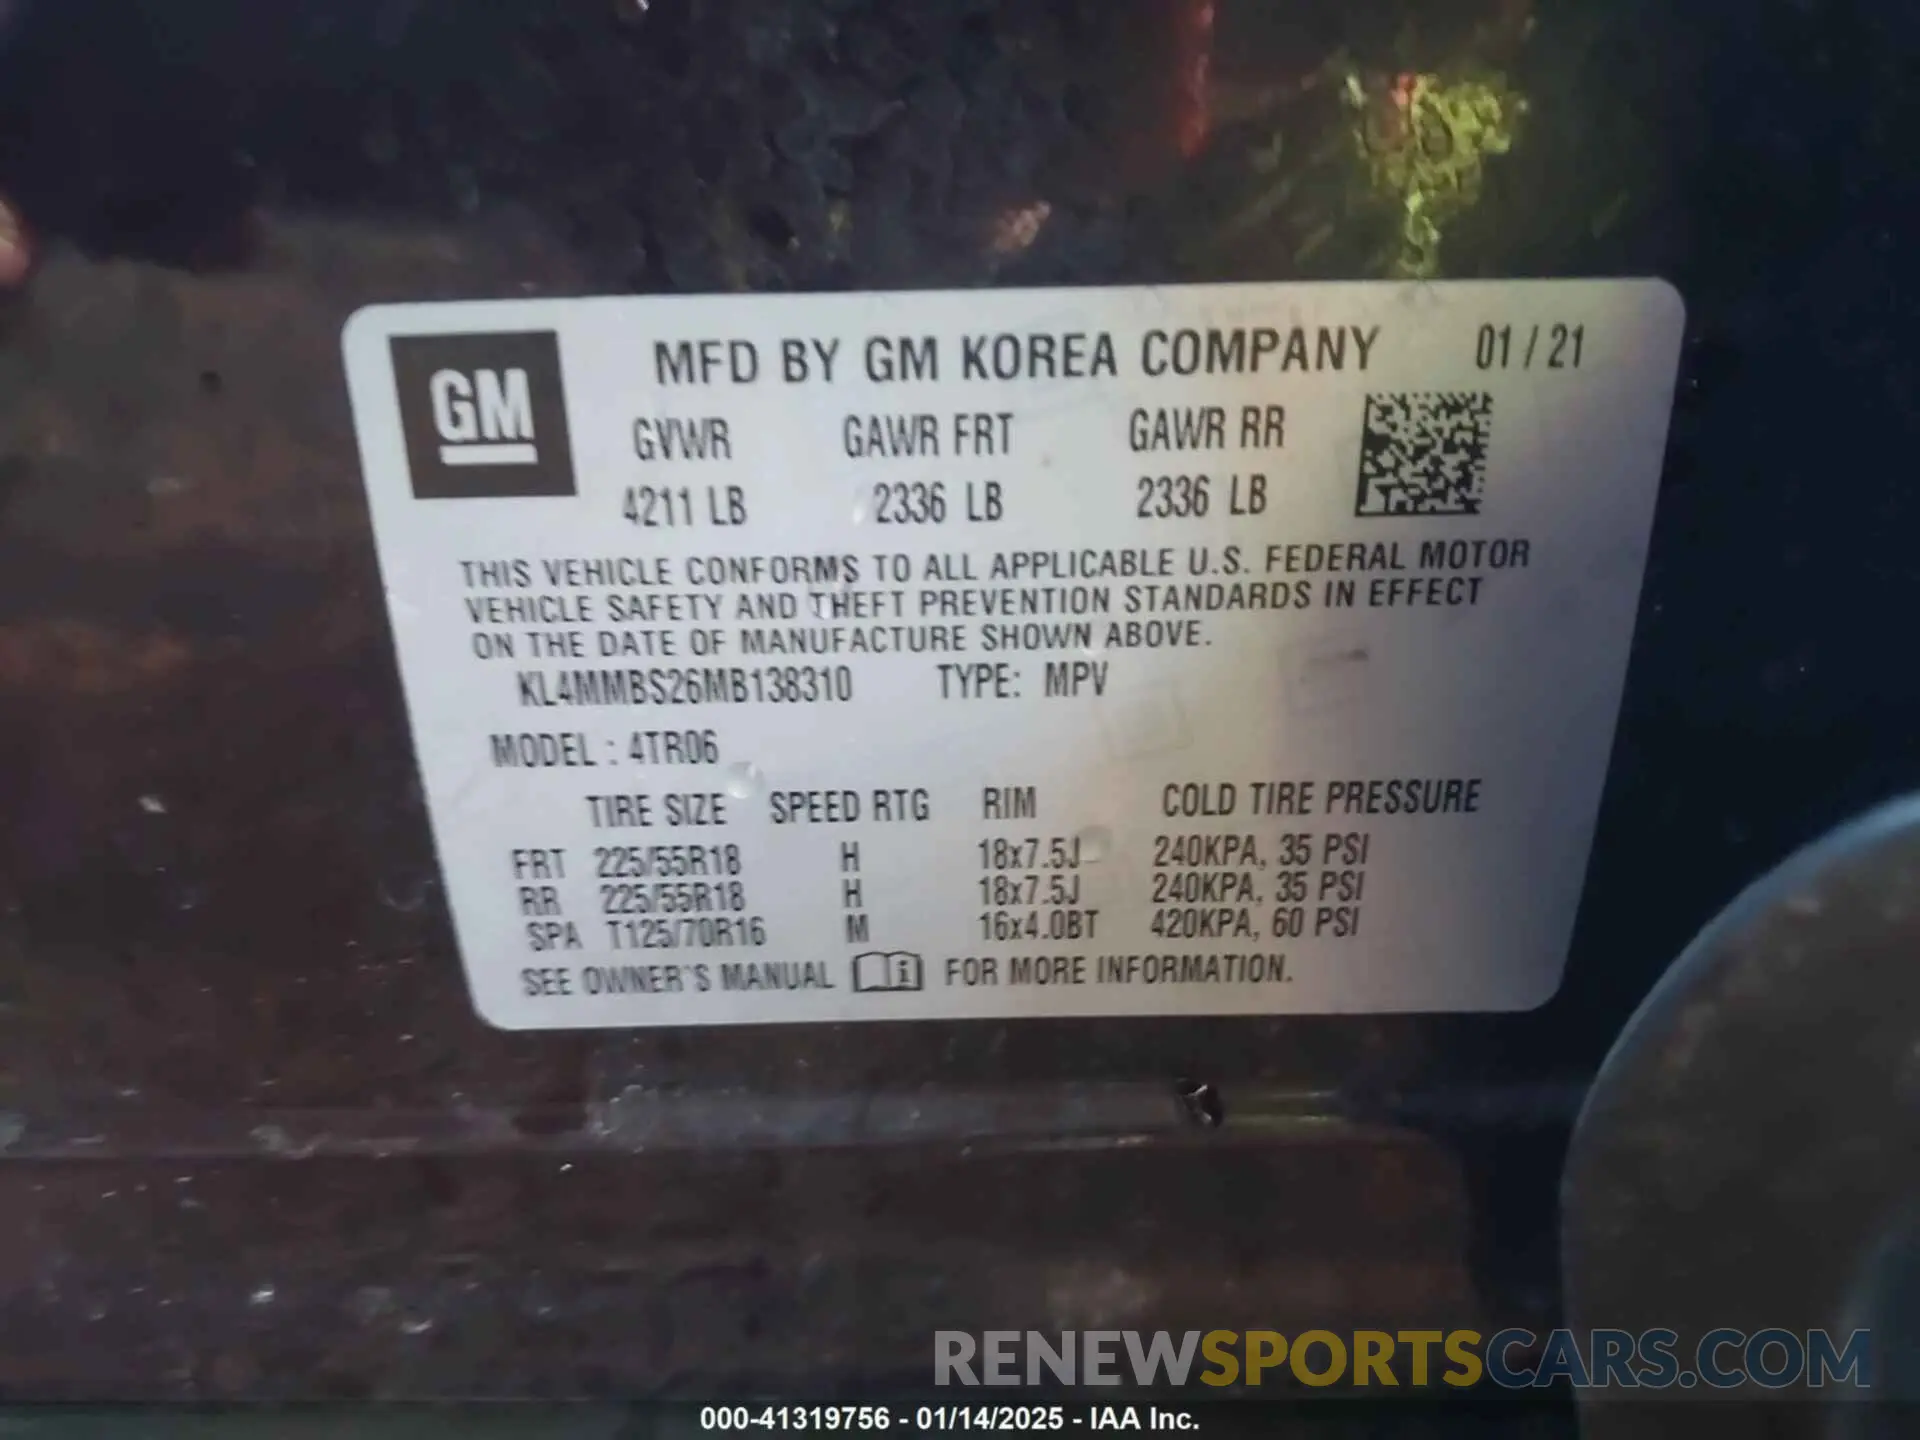 GM
MFD BY GM KOREA COMPANY 01 / 21
GVWR GAWR FRT GAWR RR
4211 LB 2336 LB 2336 LB
THIS VEHICLE CONFORMS TO ALL APPLICABLE U.S. FEDERAL MOTOR
VEHICLE SAFETY AND THEFT PREVENTION STANDARDS IN EFFECT
ON THE DATE OF MANUFACTURE SHOWN ABOVE.
KL4MMBS26MB138310 TYPE: MPV
MODEL : 4TR06
TIRE SIZE SPEED RTG RIM COLD TIRE PRESSURE
FRT 225/55R18 H 18x7.5J 240KPA, 35 PSI
RR 225/55R18 H 18x7.5J 240KPA, 35 PSI
SPA T125/70R16 M 16x4.0BT 420KPA, 60 PSI
SEE OWNER'S MANUAL i FOR MORE INFORMATION.
RENEWSPORTSCARS.COM
000-41319756 - 01/14/2025 - IAA Inc.